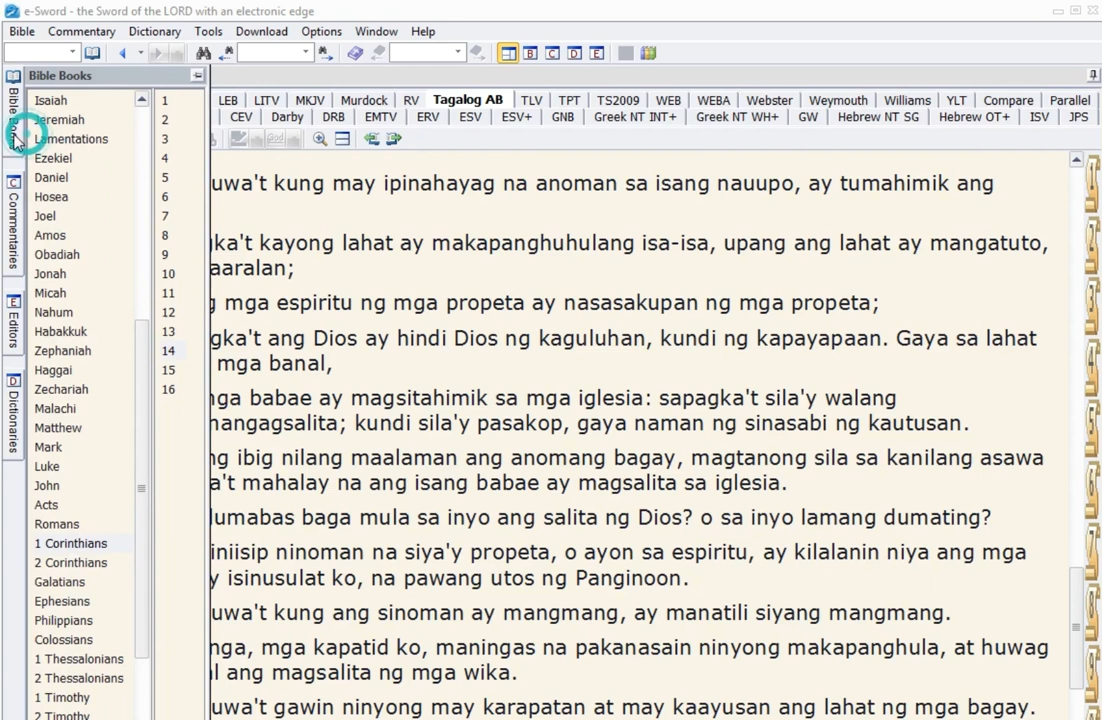 e-Sword - the Sword of the LORD with an electronic edge
Bible Commentary Dictionary Tools Download Options Window Help
Bible Books
Isaiah
Jeremiah
Lamentations
Ezekiel
Daniel
Hosea
Joel
Amos
Obadiah
Jonah
Micah
Nahum
Habakkuk
Zephaniah
Haggai
Zechariah
Malachi
Matthew
Mark
Luke
John
Acts
Romans
1 Corinthians
2 Corinthians
Galatians
Ephesians
Philippians
Colossians
1 Thessalonians
2 Thessalonians
1 Timothy
2 Timothy
1
2
3
4
5
6
7
8
9
10
11
12
13
14
15
16
Commentaries
Editors
Dictionaries
LEB LITV MKJV Murdock RV Tagalog AB TLV TPT TS2009 WEB WEBA Webster Weymouth Williams YLT Compare Parallel
CEV Darby DRB EMTV ERV ESV ESV+ GNB Greek NT INT+ Greek NT WH+ GW Hebrew NT SG Hebrew OT+ ISV JPS
uwa't kung may ipinahayag na anoman sa isang nauupo, ay tumahimik ang
gka't kayong lahat ay makapanghuhulang isa-isa, upang ang lahat ay mangatuto,
aaralan;
g mga espiritu ng mga propeta ay nasasakupan ng mga propeta;
gka't ang Dios ay hindi Dios ng kaguluhan, kundi ng kapayapaan. Gaya sa lahat
mga banal,
nga babae ay magsitahimik sa mga iglesia: sapagka't sila'y walang
mangagsalita; kundi sila'y pasakop, gaya naman ng sinasabi ng kautusan.
ng ibig nilang maalaman ang anomang bagay, magtanong sila sa kanilang asawa
a't mahalay na ang isang babae ay magsalita sa iglesia.
lumabas baga mula sa inyo ang salita ng Dios? o sa inyo lamang dumating?
iniisip ninoman na siya'y propeta, o ayon sa espiritu, ay kilalanin niya ang mga
y isinusulat ko, na pawang utos ng Panginoon.
uwa't kung ang sinoman ay mangmang, ay manatili siyang mangmang.
nga, mga kapatid ko, maningas na pakanasain ninyong makapanghula, at huwag
l ang magsalita ng mga wika.
uwa't gawin ninyong may karapatan at may kaayusan ang lahat ng mga bagay.